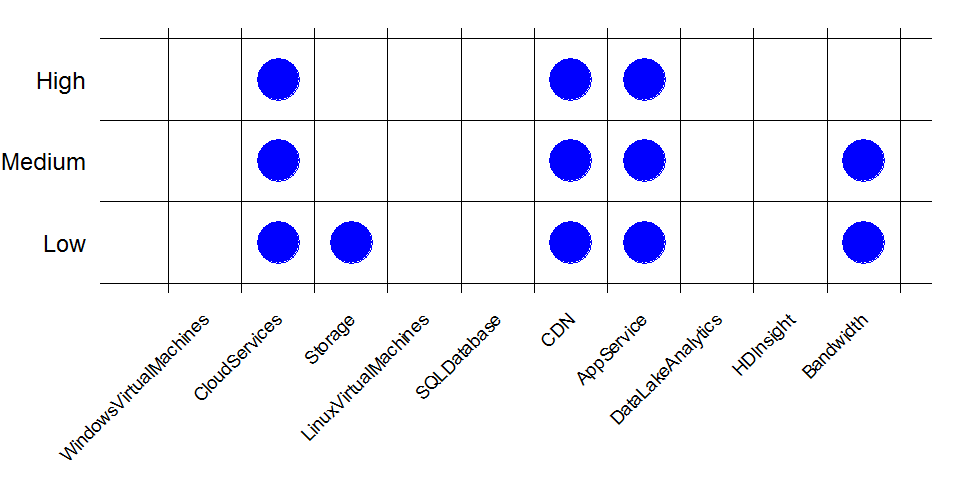 High
Medium
Low
WindowsVirtualMachines
CloudServices
Storage
LinuxVirtualMachines
SQLDatabase
CDN
AppService
DataLakeAnalytics
HDInsight
Bandwidth